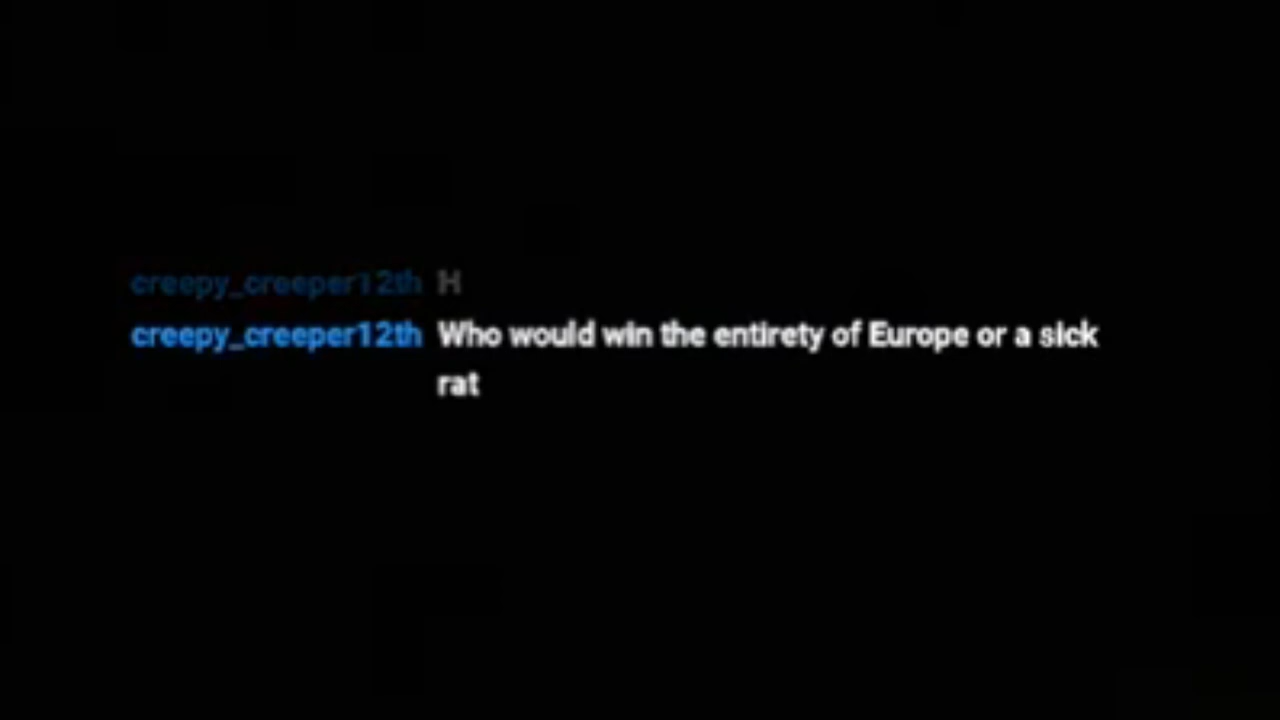 creepy_creeper12th H
creepy_creeper12th Who would win the entirety of Europe or a sick
rat